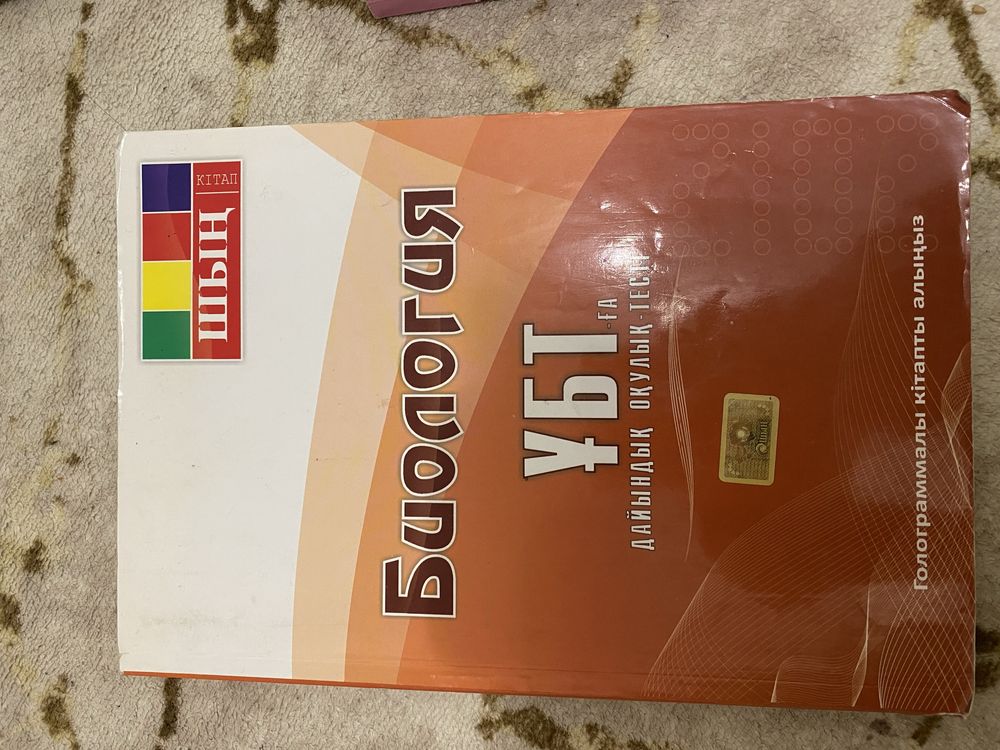 ШЫҢ
КІТАП
Биология
ҰБТ-ҒА
ДАЙЫНДЫҚ ОҚУЛЫҚ-ТЕСТ
Голограммалы кітапты алыңыз